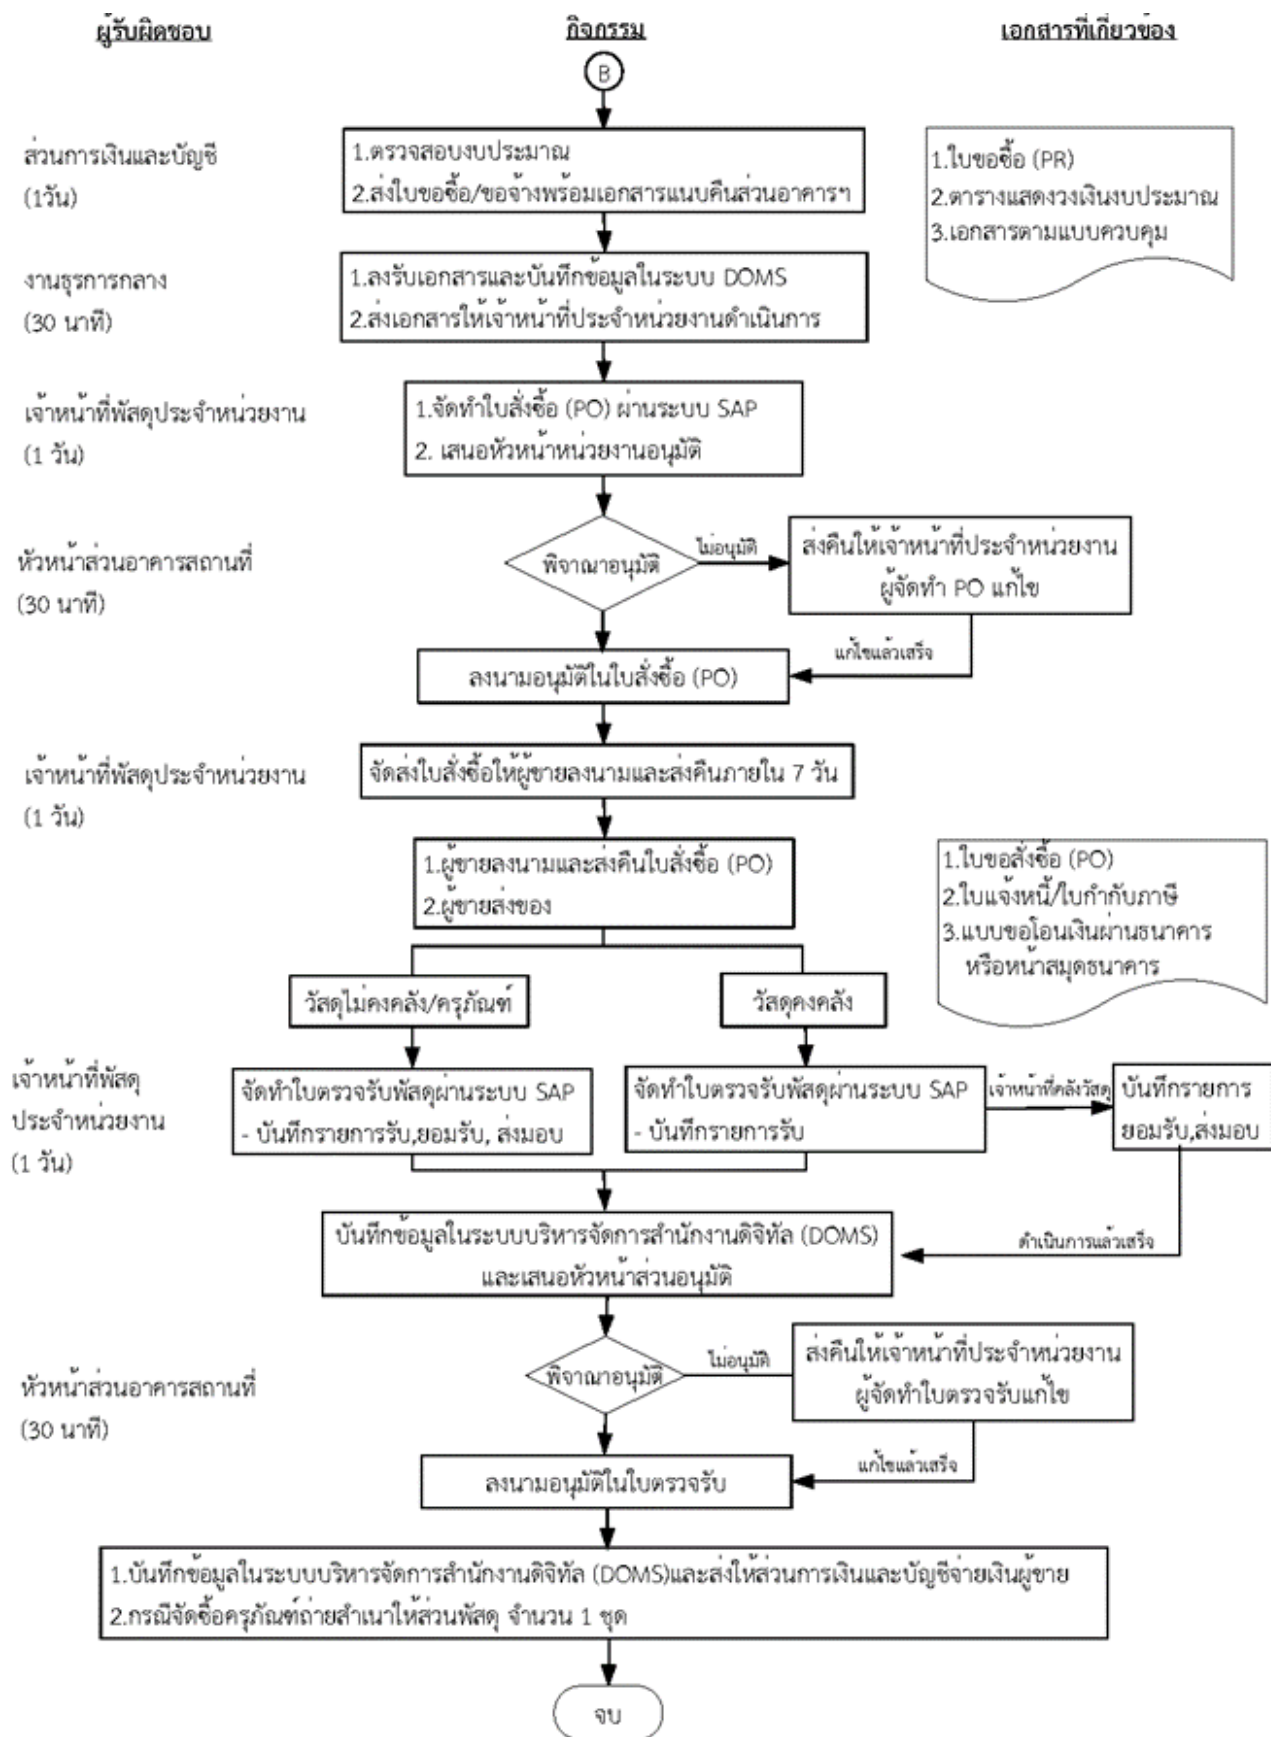 ผู้รับผิดชอบ
กิจกรรม
เอกสารที่เกี่ยวข้อง
B
ส่วนการเงินและบัญชี
(1วัน)
1.ตรวจสอบงบประมาณ
2.ส่งใบขอซื้อ/ขอจ้างพร้อมเอกสารแนบคืนส่วนอาคารฯ
1.ใบขอซื้อ (PR)
2.ตารางแสดงวงเงินงบประมาณ
3.เอกสารตามแบบควบคุม
งานธุรการกลาง
(30 นาที)
1.ลงรับเอกสารและบันทึกข้อมูลในระบบ DOMS
2.ส่งเอกสารให้เจ้าหน้าที่ประจำหน่วยงานดำเนินการ
เจ้าหน้าที่พัสดุประจำหน่วยงาน
(1 วัน)
1.จัดทำใบสั่งซื้อ (PO) ผ่านระบบ SAP
2. เสนอหัวหน้าหน่วยงานอนุมัติ
หัวหน้าส่วนอาคารสถานที่
(30 นาที)
พิจาณาอนุมัติ
ไม่อนุมัติ
ส่งคืนให้เจ้าหน้าที่ประจำหน่วยงาน
ผู้จัดทำ PO แก้ไข
แก้ไขแล้วเสร็จ
ลงนามอนุมัติในใบสั่งซื้อ (PO)
เจ้าหน้าที่พัสดุประจำหน่วยงาน
(1 วัน)
จัดส่งใบสั่งซื้อให้ผู้ขายลงนามและส่งคืนภายใน 7 วัน
1.ผู้ขายลงนามและส่งคืนใบสั่งซื้อ (PO)
2.ผู้ขายส่งของ
1.ใบขอสั่งซื้อ (PO)
2.ใบแจ้งหนี้/ใบกำกับภาษี
3.แบบขอโอนเงินผ่านธนาคาร
หรือหน้าสมุดธนาคาร
วัสดุไม่คงคลัง/ครุภัณฑ์
วัสดุคงคลัง
เจ้าหน้าที่พัสดุ
ประจำหน่วยงาน
(1 วัน)
จัดทำใบตรวจรับพัสดุผ่านระบบ SAP
- บันทึกรายการรับ,ยอมรับ, ส่งมอบ
จัดทำใบตรวจรับพัสดุผ่านระบบ SAP
- บันทึกรายการรับ
เจ้าหน้าที่คลังวัสดุ
บันทึกรายการ
ยอมรับ,ส่งมอบ
บันทึกข้อมูลในระบบบริหารจัดการสำนักงานดิจิทัล (DOMS)
และเสนอหัวหน้าส่วนอนุมัติ
ดำเนินการแล้วเสร็จ
หัวหน้าส่วนอาคารสถานที่
(30 นาที)
พิจาณาอนุมัติ
ไม่อนุมัติ
ส่งคืนให้เจ้าหน้าที่ประจำหน่วยงาน
ผู้จัดทำใบตรวจรับแก้ไข
แก้ไขแล้วเสร็จ
ลงนามอนุมัติในใบตรวจรับ
1.บันทึกข้อมูลในระบบบริหารจัดการสำนักงานดิจิทัล (DOMS)และส่งให้ส่วนการเงินและบัญชีจ่ายเงินผู้ขาย
2.กรณีจัดซื้อครุภัณฑ์ถ่ายสำเนาให้ส่วนพัสดุ จำนวน 1 ชุด
จบ